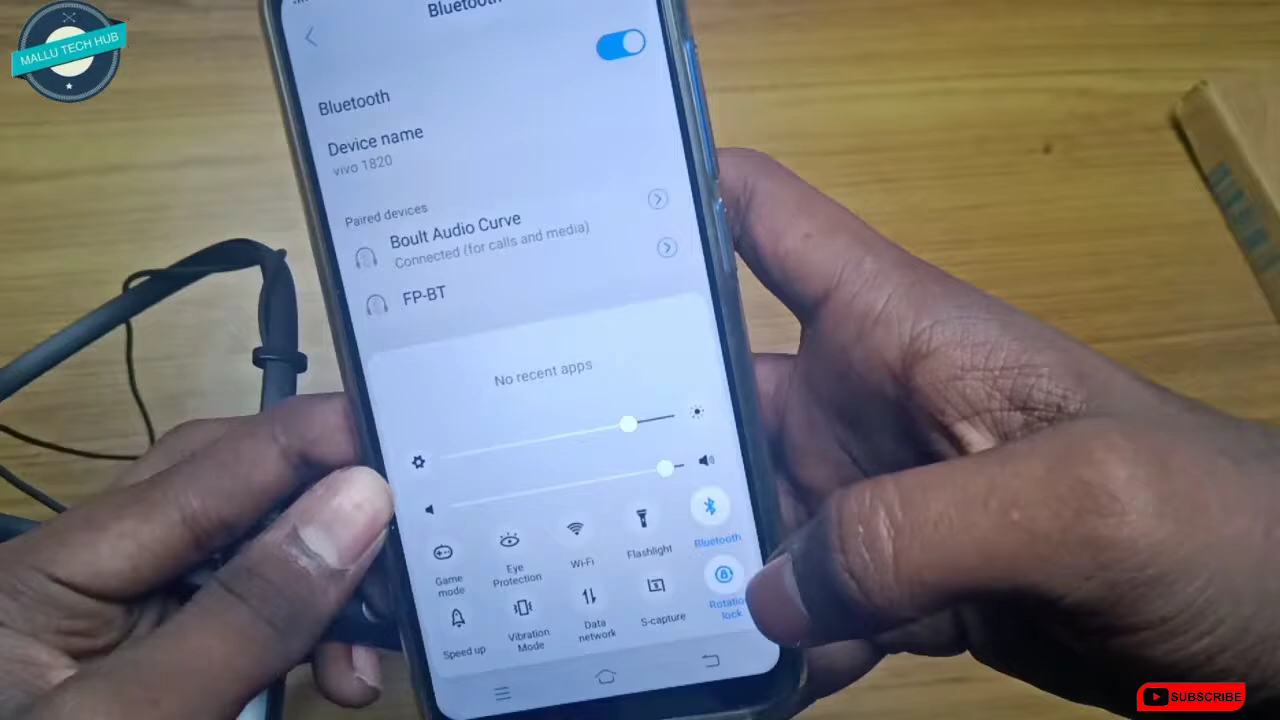 MALLU TECH HUB
Bluetooth
Bluetooth
Device name
vivo 1820
Paired devices
Boult Audio Curve
Connected (for calls and media)
FP-BT
No recent apps
Game mode
Eye Protection
Wi-Fi
Flashlight
Bluetooth
Speed up
Vibration Mode
Data network
S-capture
Rotation lock
SUBSCRIBE